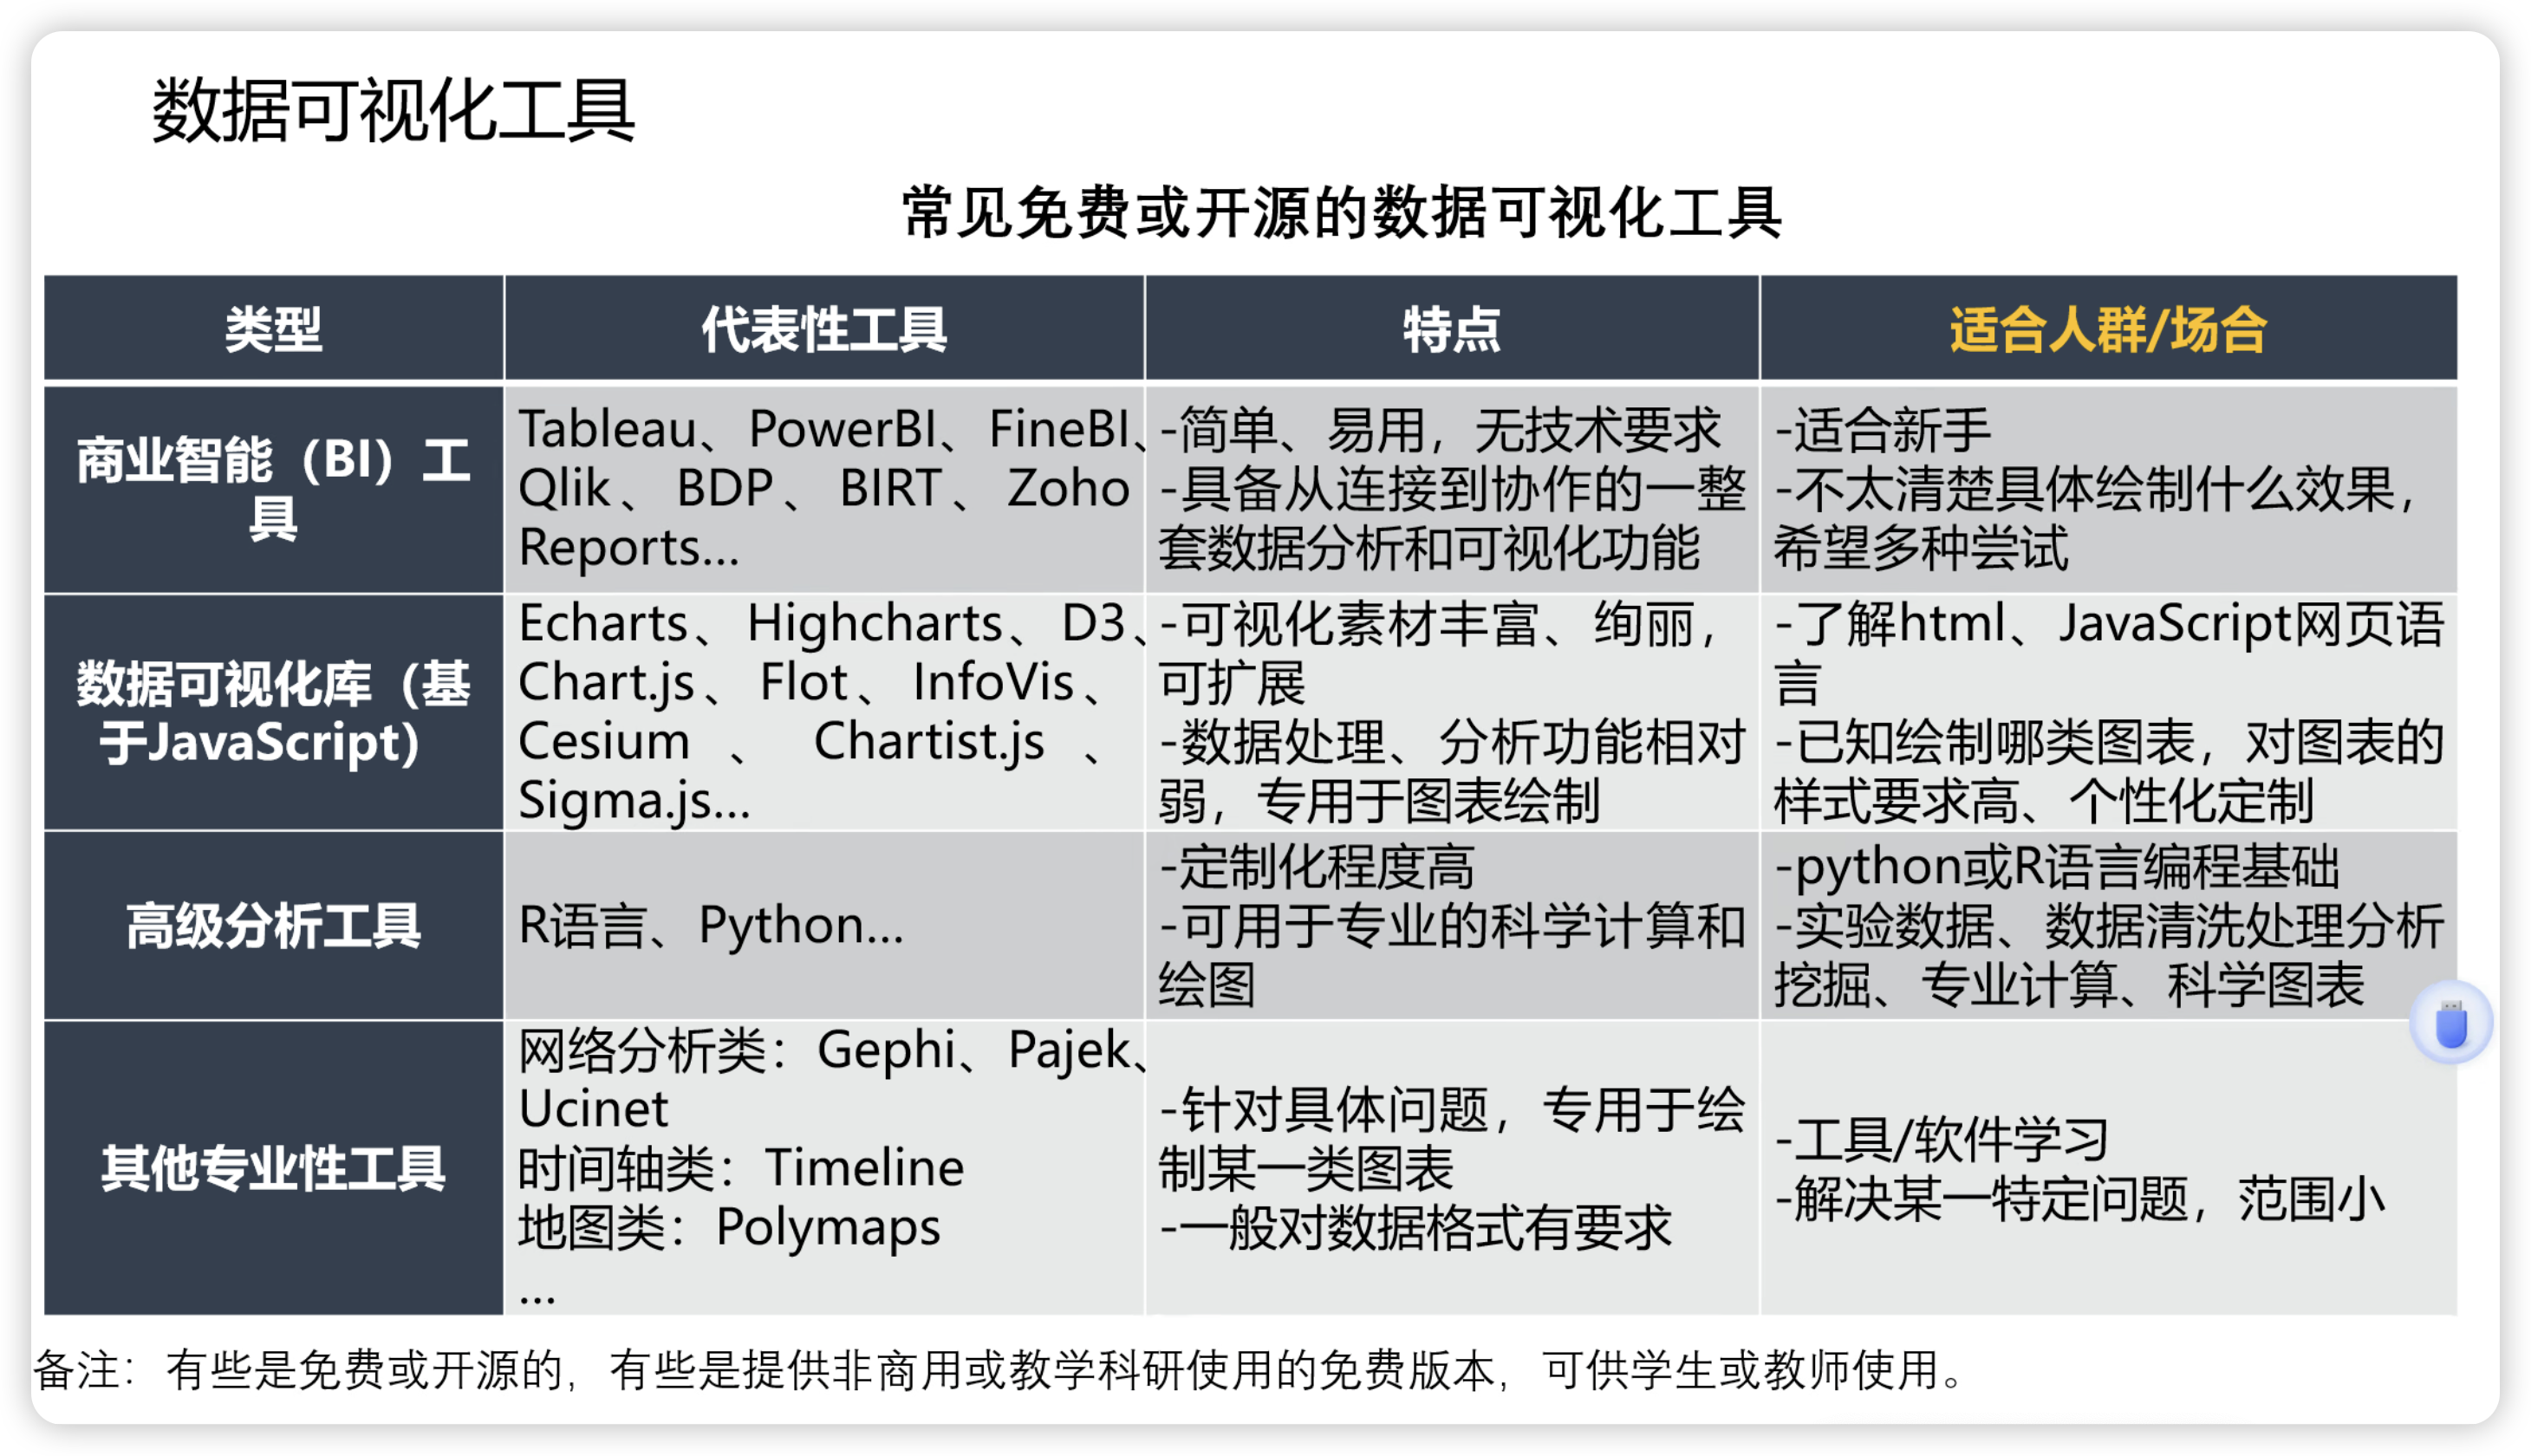 数据可视化工具
常见免费或开源的数据可视化工具
类型
代表性工具
特点
适合人群/场合
商业智能（BI）工
具
Tableau、PowerBI、FineBI、
Qlik、BDP、BIRT、Zoho
Reports...
-简单、易用，无技术要求
-具备从连接到协作的一整
套数据分析和可视化功能
-适合新手
-不太清楚具体绘制什么效果，
希望多种尝试
数据可视化库（基
于JavaScript）
Echarts、Highcharts、D3、
Chart.js、Flot、InfoVis、
Cesium、Chartist.js、
Sigma.js...
-可视化素材丰富、绚丽，
可扩展
-数据处理、分析功能相对
弱，专用于图表绘制
-了解html、JavaScript网页语
言
-已知绘制哪类图表，对图表的
样式要求高、个性化定制
高级分析工具
R语言、Python...
-定制化程度高
-可用于专业的科学计算和
绘图
-python或R语言编程基础
-实验数据、数据清洗处理分析
挖掘、专业计算、科学图表
其他专业性工具
网络分析类：Gephi、Pajek、
Ucinet
时间轴类：Timeline
地图类：Polymaps
...
-针对具体问题，专用于绘
制某一类图表
-一般对数据格式有要求
-工具/软件学习
-解决某一特定问题，范围小
备注：有些是免费或开源的，有些是提供非商用或教学科研使用的免费版本，可供学生或教师使用。